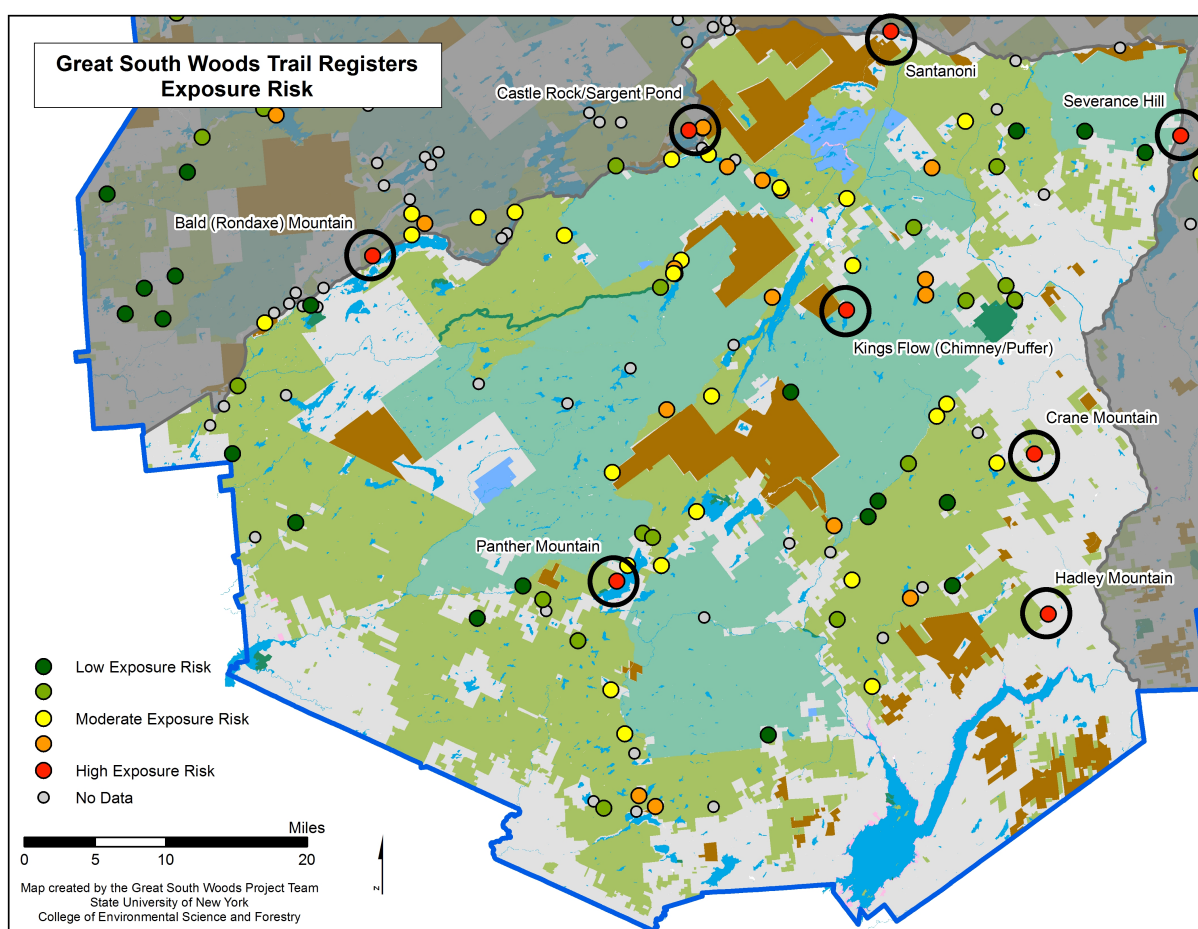 Great South Woods Trail Registers
Exposure Risk
Santanoni
Castle Rock/Sargent Pond
Severance Hill
Bald (Rondaxe) Mountain
Kings Flow (Chimney/Puffer)
Crane Mountain
Panther Mountain
Hadley Mountain
Low Exposure Risk
Moderate Exposure Risk
High Exposure Risk
No Data
Miles
0 5 10 20
z
Map created by the Great South Woods Project Team
State University of New York
College of Environmental Science and Forestry